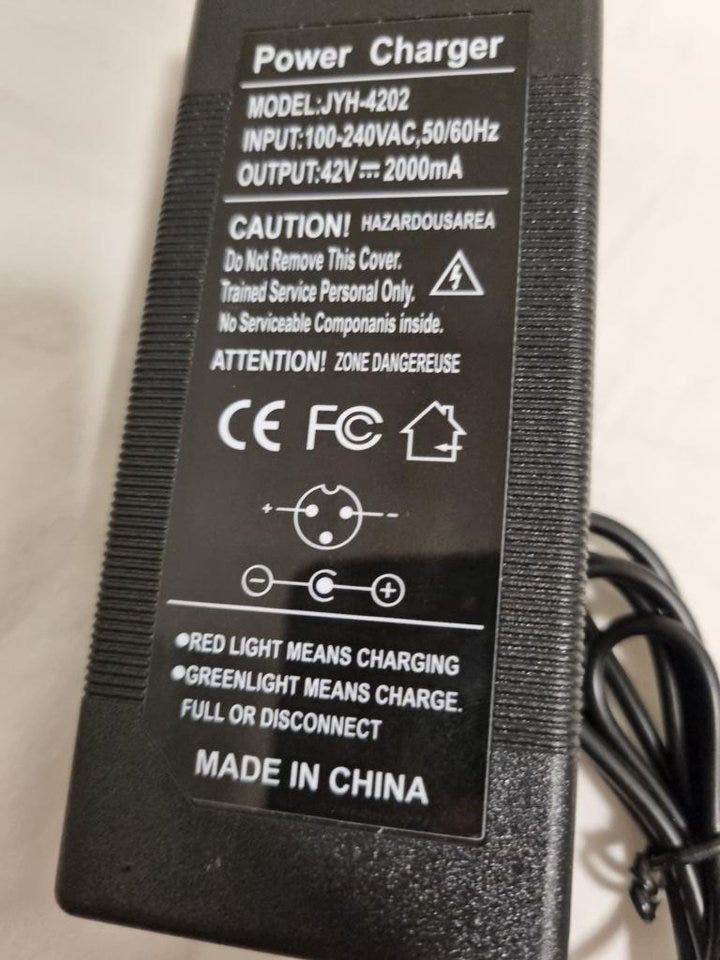 Power Charger
MODEL:JYH-4202
INPUT:100-240VAC,50/60Hz
OUTPUT:42V⎓2000mA
CAUTION! HAZARDOUSAREA
Do Not Remove This Cover.
Trained Service Personal Only.
No Serviceable Componanis inside.
ATTENTION! ZONE DANGEREUSE
CE FC
+ -
- +
●RED LIGHT MEANS CHARGING
●GREENLIGHT MEANS CHARGE.
FULL OR DISCONNECT
MADE IN CHINA